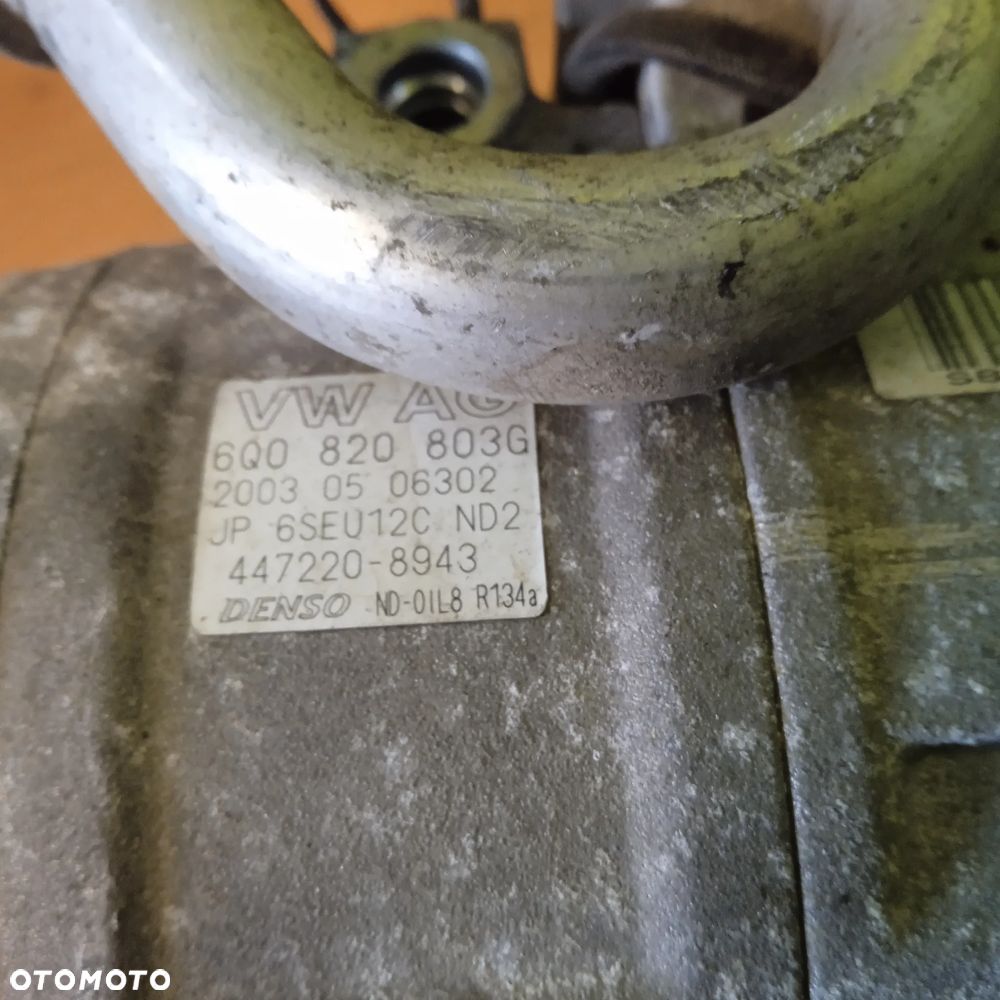 VW AG
6Q0 820 803G
2003 05 06302
JP 6SEU12C ND2
447220-8943
DENSO ND-OIL8 R134a
OTOMOTO